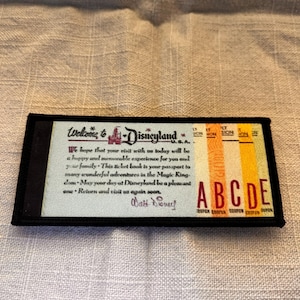 Welcome to Disneyland
U.S.A.
We hope that your visit with us today will be
a happy and memorable experience for you and
your family • This ticket book is your passport to
many wonderful adventures in the Magic King-
dom • May your day at Disneyland be a pleasant
one • Return and visit us again soon.
Walt Disney
A B C D E
COUPON COUPON COUPON COUPON COUPON